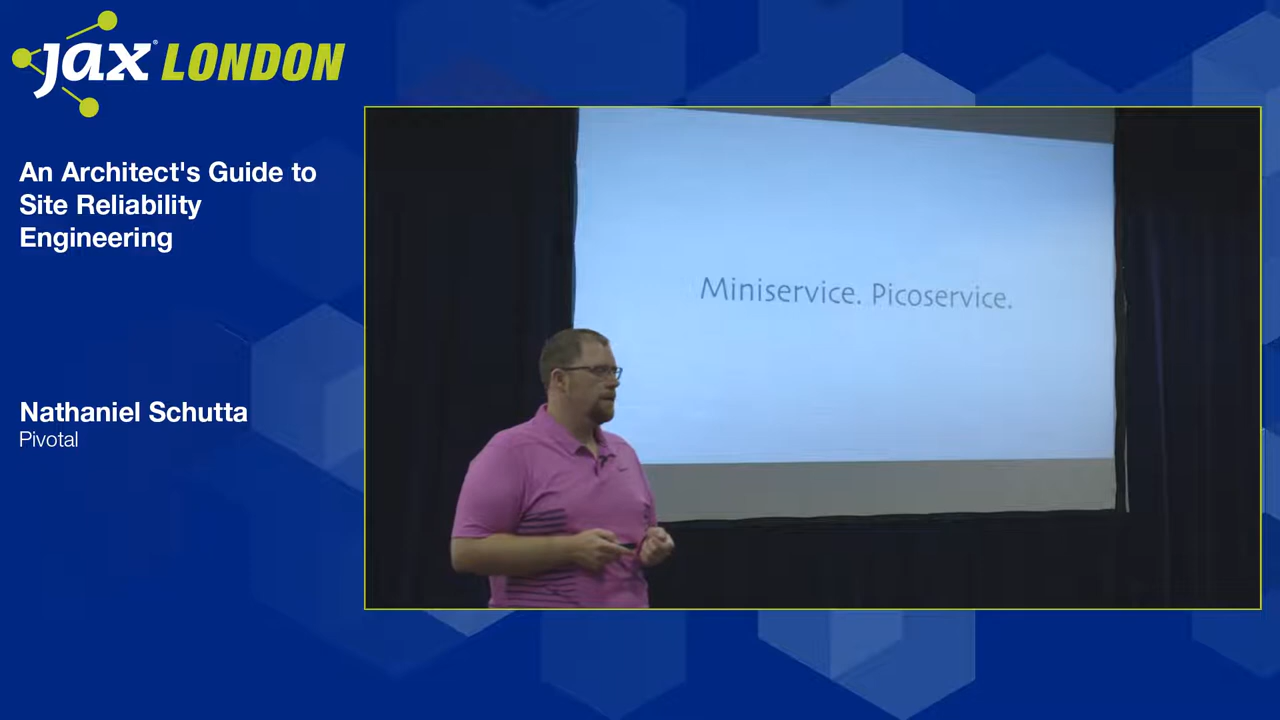 jax LONDON
An Architect's Guide to
Site Reliability
Engineering
Nathaniel Schutta
Pivotal
Miniservice. Picoservice.